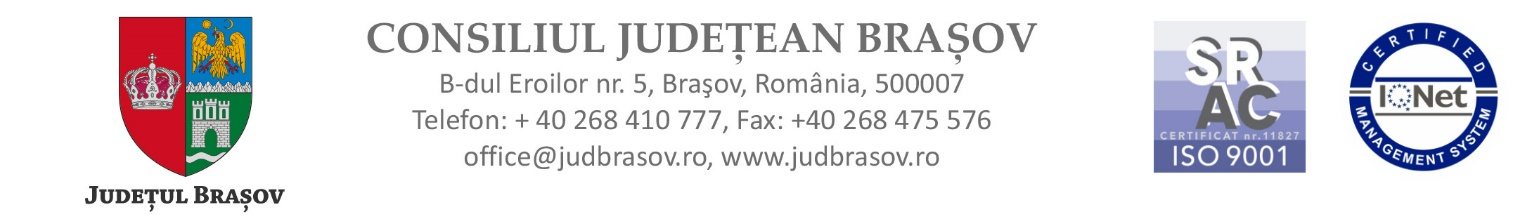 CONSILIUL JUDEȚEAN BRAȘOV
B-dul Eroilor nr. 5, Braşov, România, 500007
Telefon: + 40 268 410 777, Fax: +40 268 475 576
office@judbrasov.ro, www.judbrasov.ro
JUDEȚUL BRAȘOV
SR
AC
CERTIFICAT nr.11827
ISO 9001
CERTIFIED
IQNet
MANAGEMENT SYSTEM